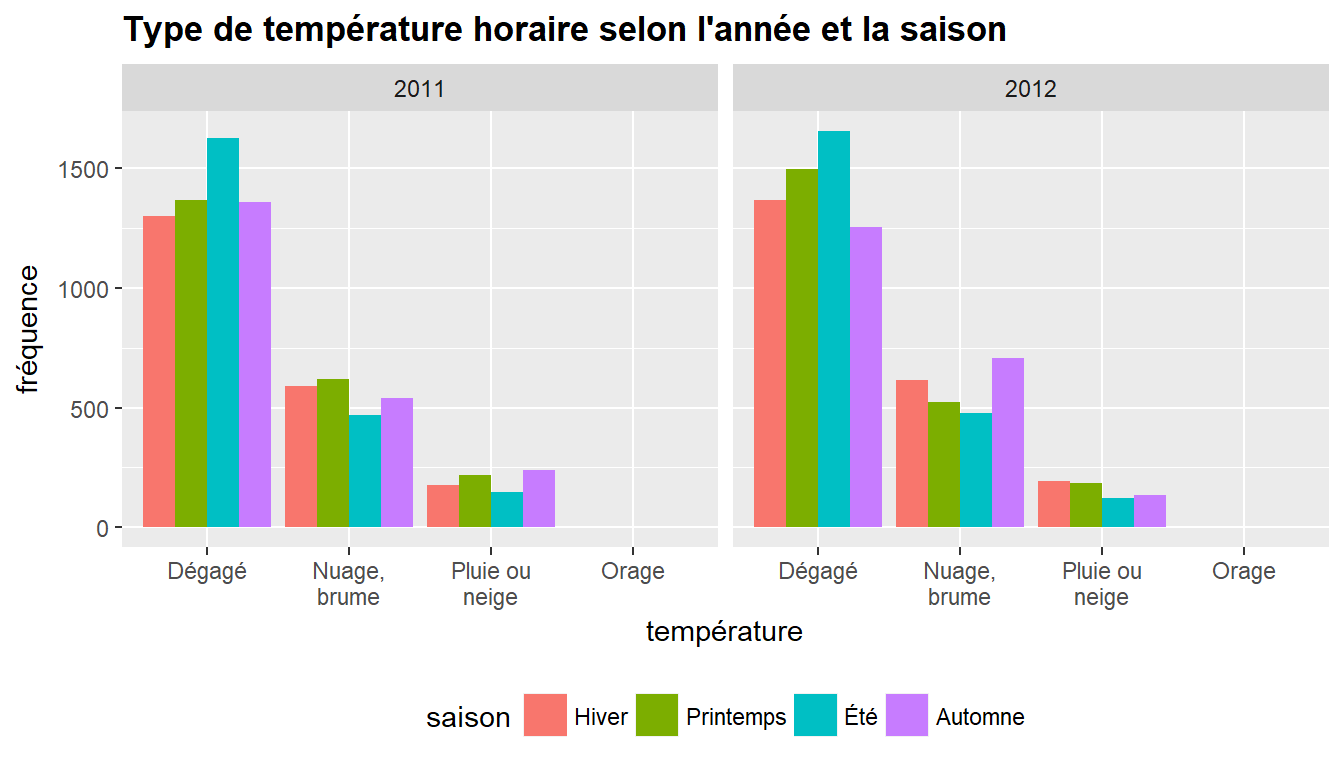 Type de température horaire selon l'année et la saison
2011
2012
fréquence
1500
1000
500
0
Dégagé
Nuage,
brume
Pluie ou
neige
Orage
Dégagé
Nuage,
brume
Pluie ou
neige
Orage
température
saison Hiver Printemps Été Automne